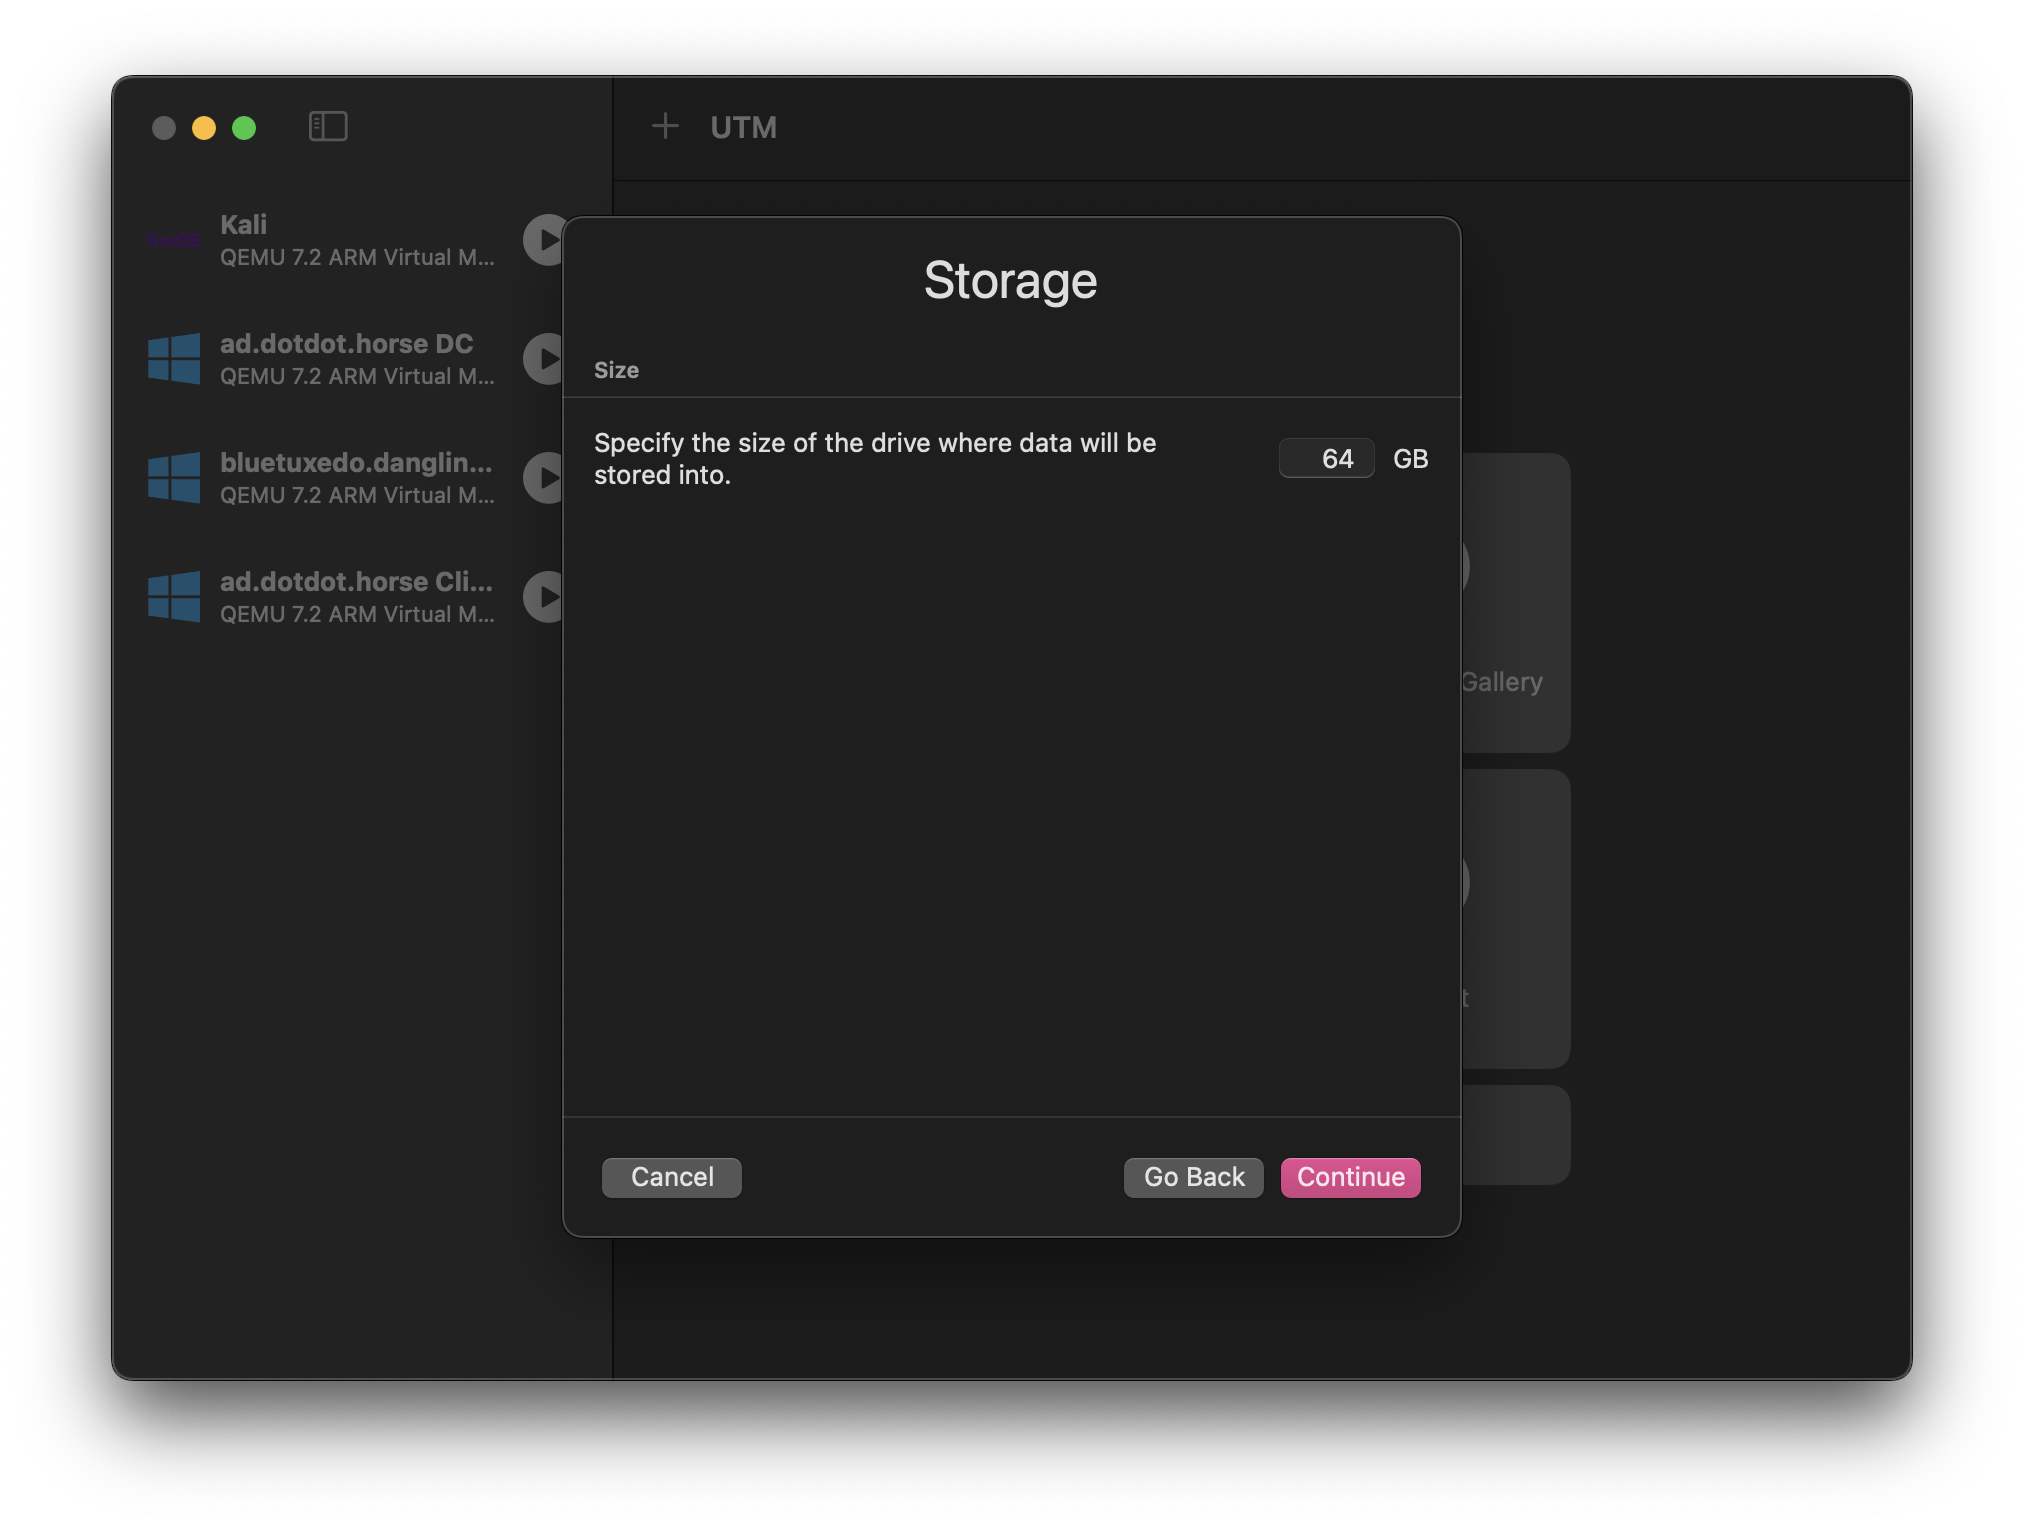 UTM
Kali
QEMU 7.2 ARM Virtual M...
ad.dotdot.horse DC
QEMU 7.2 ARM Virtual M...
bluetuxedo.danglin...
QEMU 7.2 ARM Virtual M...
ad.dotdot.horse Cli...
QEMU 7.2 ARM Virtual M...
Storage
Size
Specify the size of the drive where data will be
stored into.
64 GB
Gallery
t
Cancel
Go Back
Continue